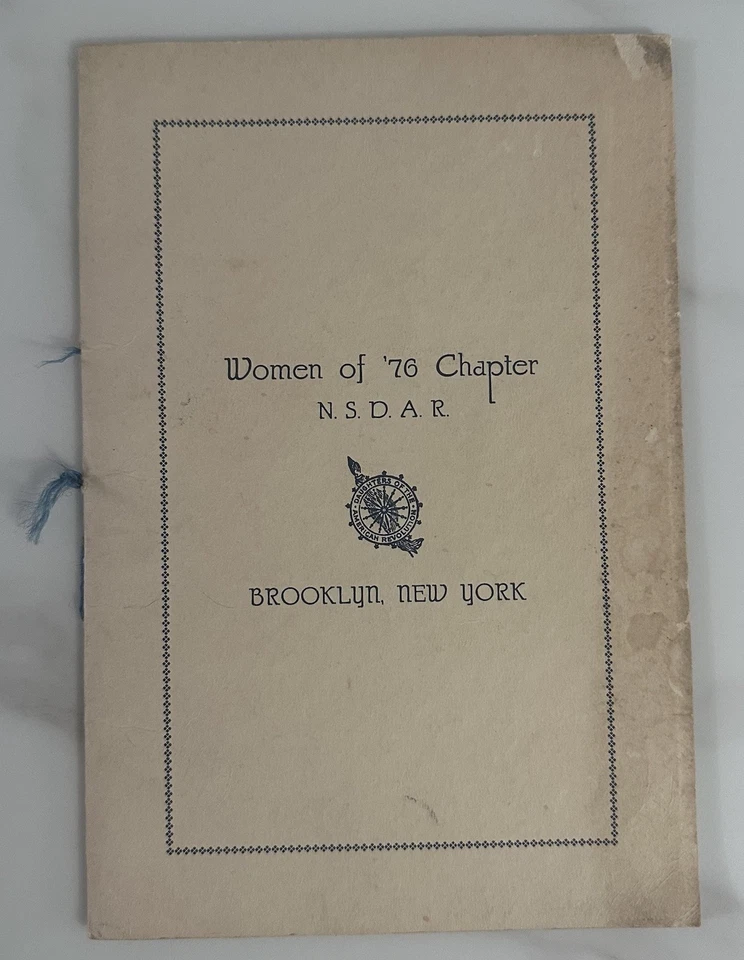 Women of '76 Chapter
N. S. D. A. R.
DAUGHTERS OF THE
AMERICAN REVOLUTION
BROOKLYN, NEW YORK